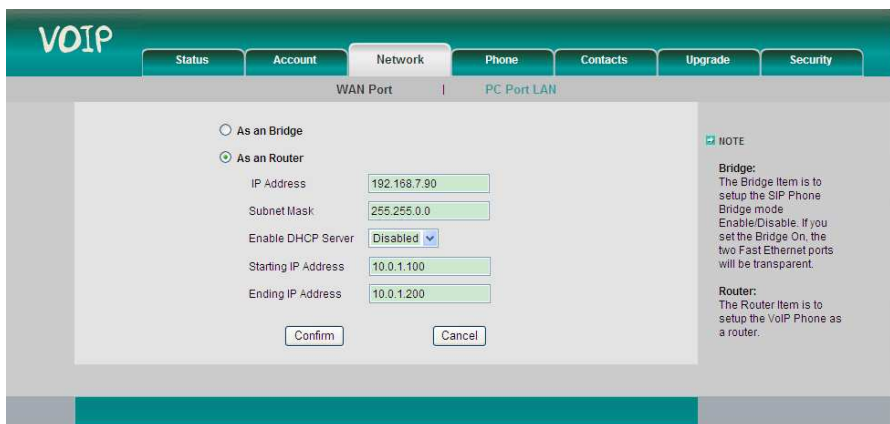 VOIP
Status Account Network Phone Contacts Upgrade Security
WAN Port | PC Port LAN
As an Bridge
As an Router
IP Address 192.168.7.90
Subnet Mask 255.255.0.0
Enable DHCP Server Disabled
Starting IP Address 10.0.1.100
Ending IP Address 10.0.1.200
Confirm Cancel
NOTE
Bridge:
The Bridge Item is to
setup the SIP Phone
Bridge mode
Enable/Disable. If you
set the Bridge On, the
two Fast Ethernet ports
will be transparent.
Router:
The Router Item is to
setup the VoIP Phone as
a router.